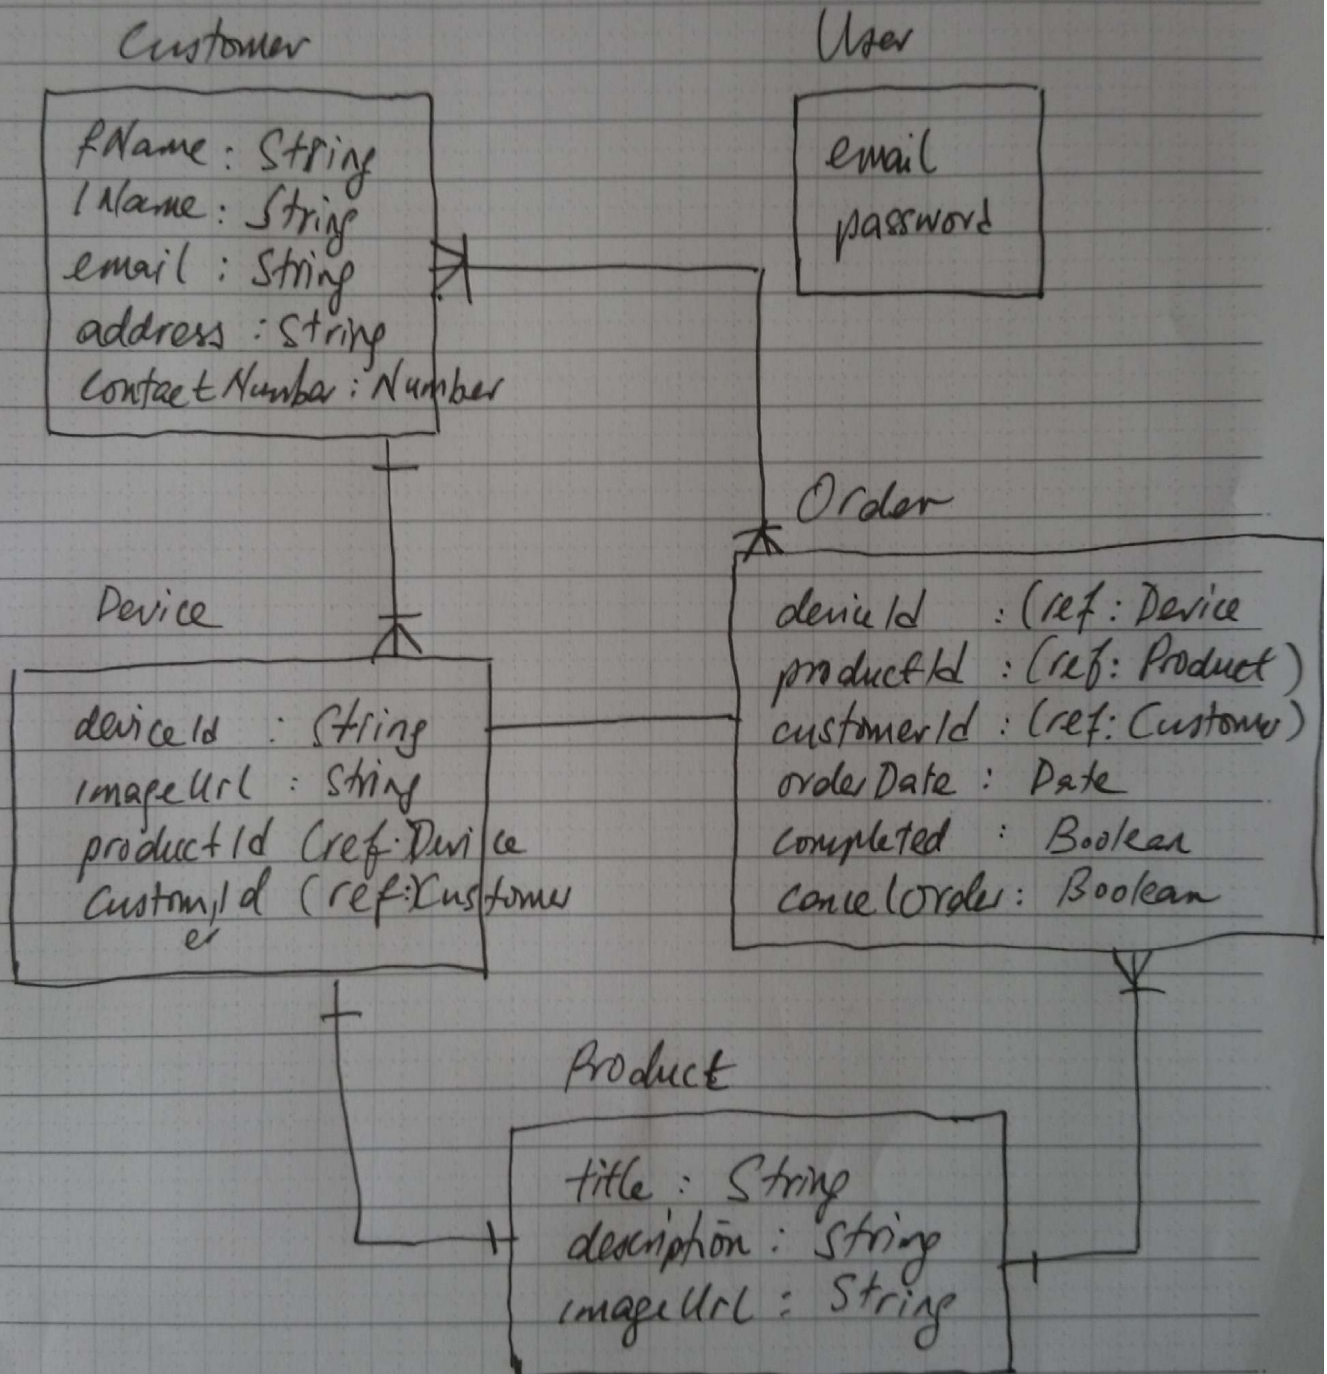 Customer
fName : String
lName : String
email : String
address : String
contactNumber : Number
User
email
password
Order
deviceId : (ref : Device
productId : (ref : Product)
customerId : (ref : Customer)
orderDate : Date
completed : Boolean
cancelOrder : Boolean
Device
deviceId : String
imageUrl : String
productId (ref : Device
Customer Id (ref :) Customer
Product
title : String
description : String
imageUrl : String